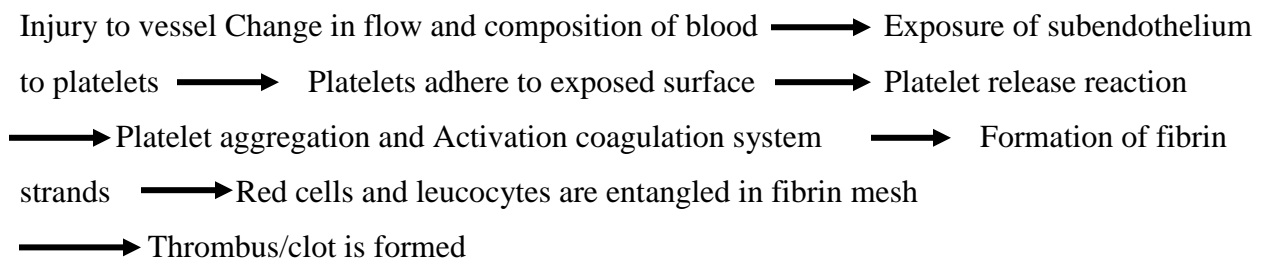 Injury to vessel Change in flow and composition of blood ⟶ Exposure of subendothelium
to platelets ⟶ Platelets adhere to exposed surface ⟶ Platelet release reaction
⟶ Platelet aggregation and Activation coagulation system ⟶ Formation of fibrin
strands ⟶ Red cells and leucocytes are entangled in fibrin mesh
⟶ Thrombus/clot is formed